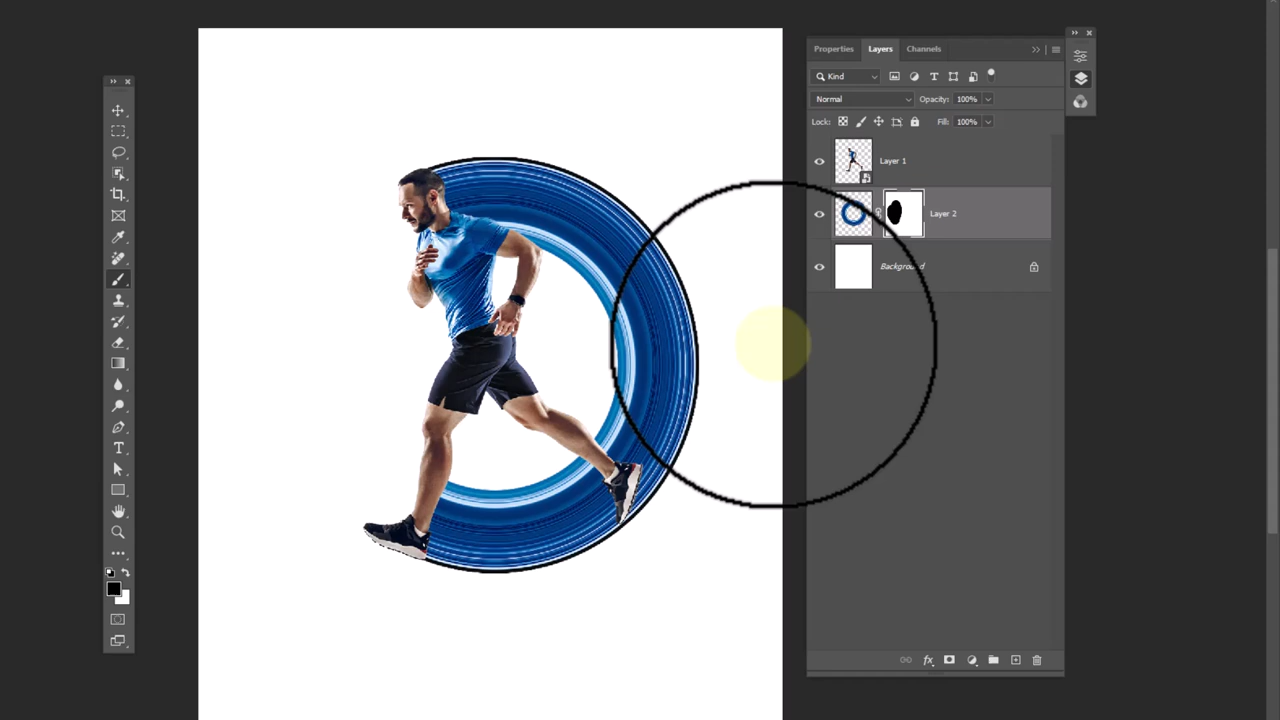 Properties Layers Channels
Kind
Normal Opacity: 100%
Lock: Fill: 100%
Layer 1
Layer 2
Background